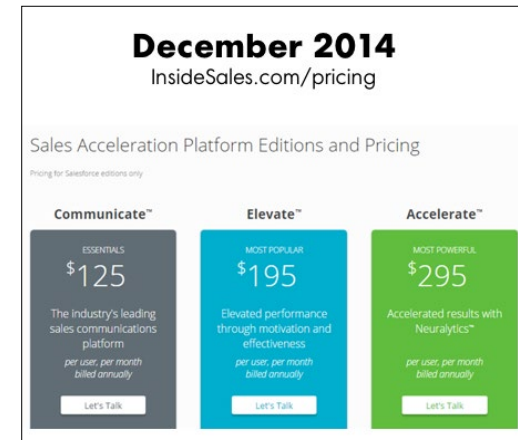 December 2014
InsideSales.com/pricing
Sales Acceleration Platform Editions and Pricing
Pricing for Salesforce editions only
Communicate™
ESSENTIALS
$125
The industry's leading
sales communications
platform
per user, per month
billed annually
Let's Talk
Elevate™
MOST POPULAR
$195
Elevated performance
through motivation and
effectiveness
per user, per month
billed annually
Let's Talk
Accelerate™
MOST POWERFUL
$295
Accelerated results with
Neuralytics™
per user, per month
billed annually
Let's Talk